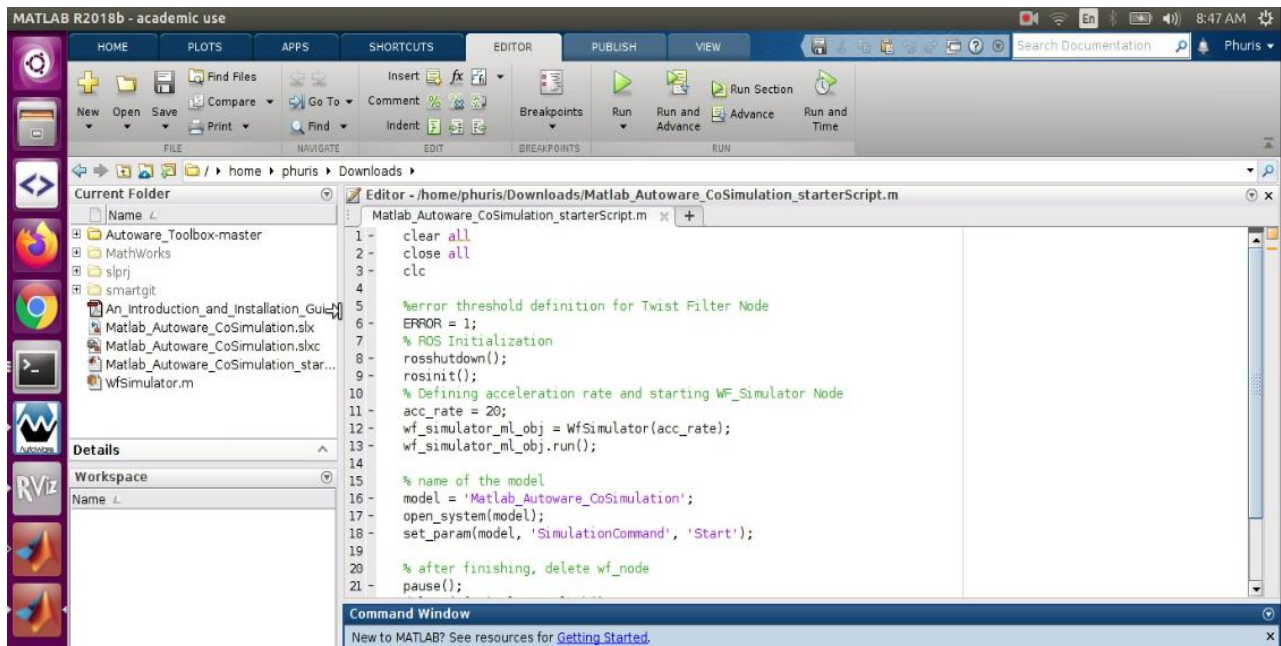 MATLAB R2018b - academic use
En
8:47 AM
HOME PLOTS APPS SHORTCUTS EDITOR PUBLISH VIEW
Search Documentation
Phuris
New Open Save
Find Files
Compare
Print
FILE
Go To
Find
NAVIGATE
Insert fx
Comment
Indent
EDIT
Breakpoints
BREAKPOINTS
Run
Run and Advance
Run Section
Advance
Run and Time
RUN
/ home phuris Downloads
Current Folder
Name
Autoware_Toolbox-master
MathWorks
slprj
smartgit
An_Introduction_and_Installation_Gui
Matlab_Autoware_CoSimulation.slx
Matlab_Autoware_CoSimulation.slxc
Matlab_Autoware_CoSimulation_star...
WfSimulator.m
Details
Workspace
Name
Autoware
RViz
Editor - /home/phuris/Downloads/Matlab_Autoware_CoSimulation_starterScript.m
Matlab_Autoware_CoSimulation_starterScript.m
1 - clear all
2 - close all
3 - clc
4
5 %error threshold definition for Twist Filter Node
6 - ERROR = 1;
7 % ROS Initialization
8 - rosshutdown();
9 - rosinit();
10 % Defining acceleration rate and starting WF_Simulator Node
11 - acc_rate = 20;
12 - wf_simulator_ml_obj = WfSimulator(acc_rate);
13 - wf_simulator_ml_obj.run();
14
15 % name of the model
16 - model = 'Matlab_Autoware_CoSimulation';
17 - open_system(model);
18 - set_param(model, 'SimulationCommand', 'Start');
19
20 % after finishing, delete wf_node
21 - pause();
Command Window
New to MATLAB? See resources for Getting Started.